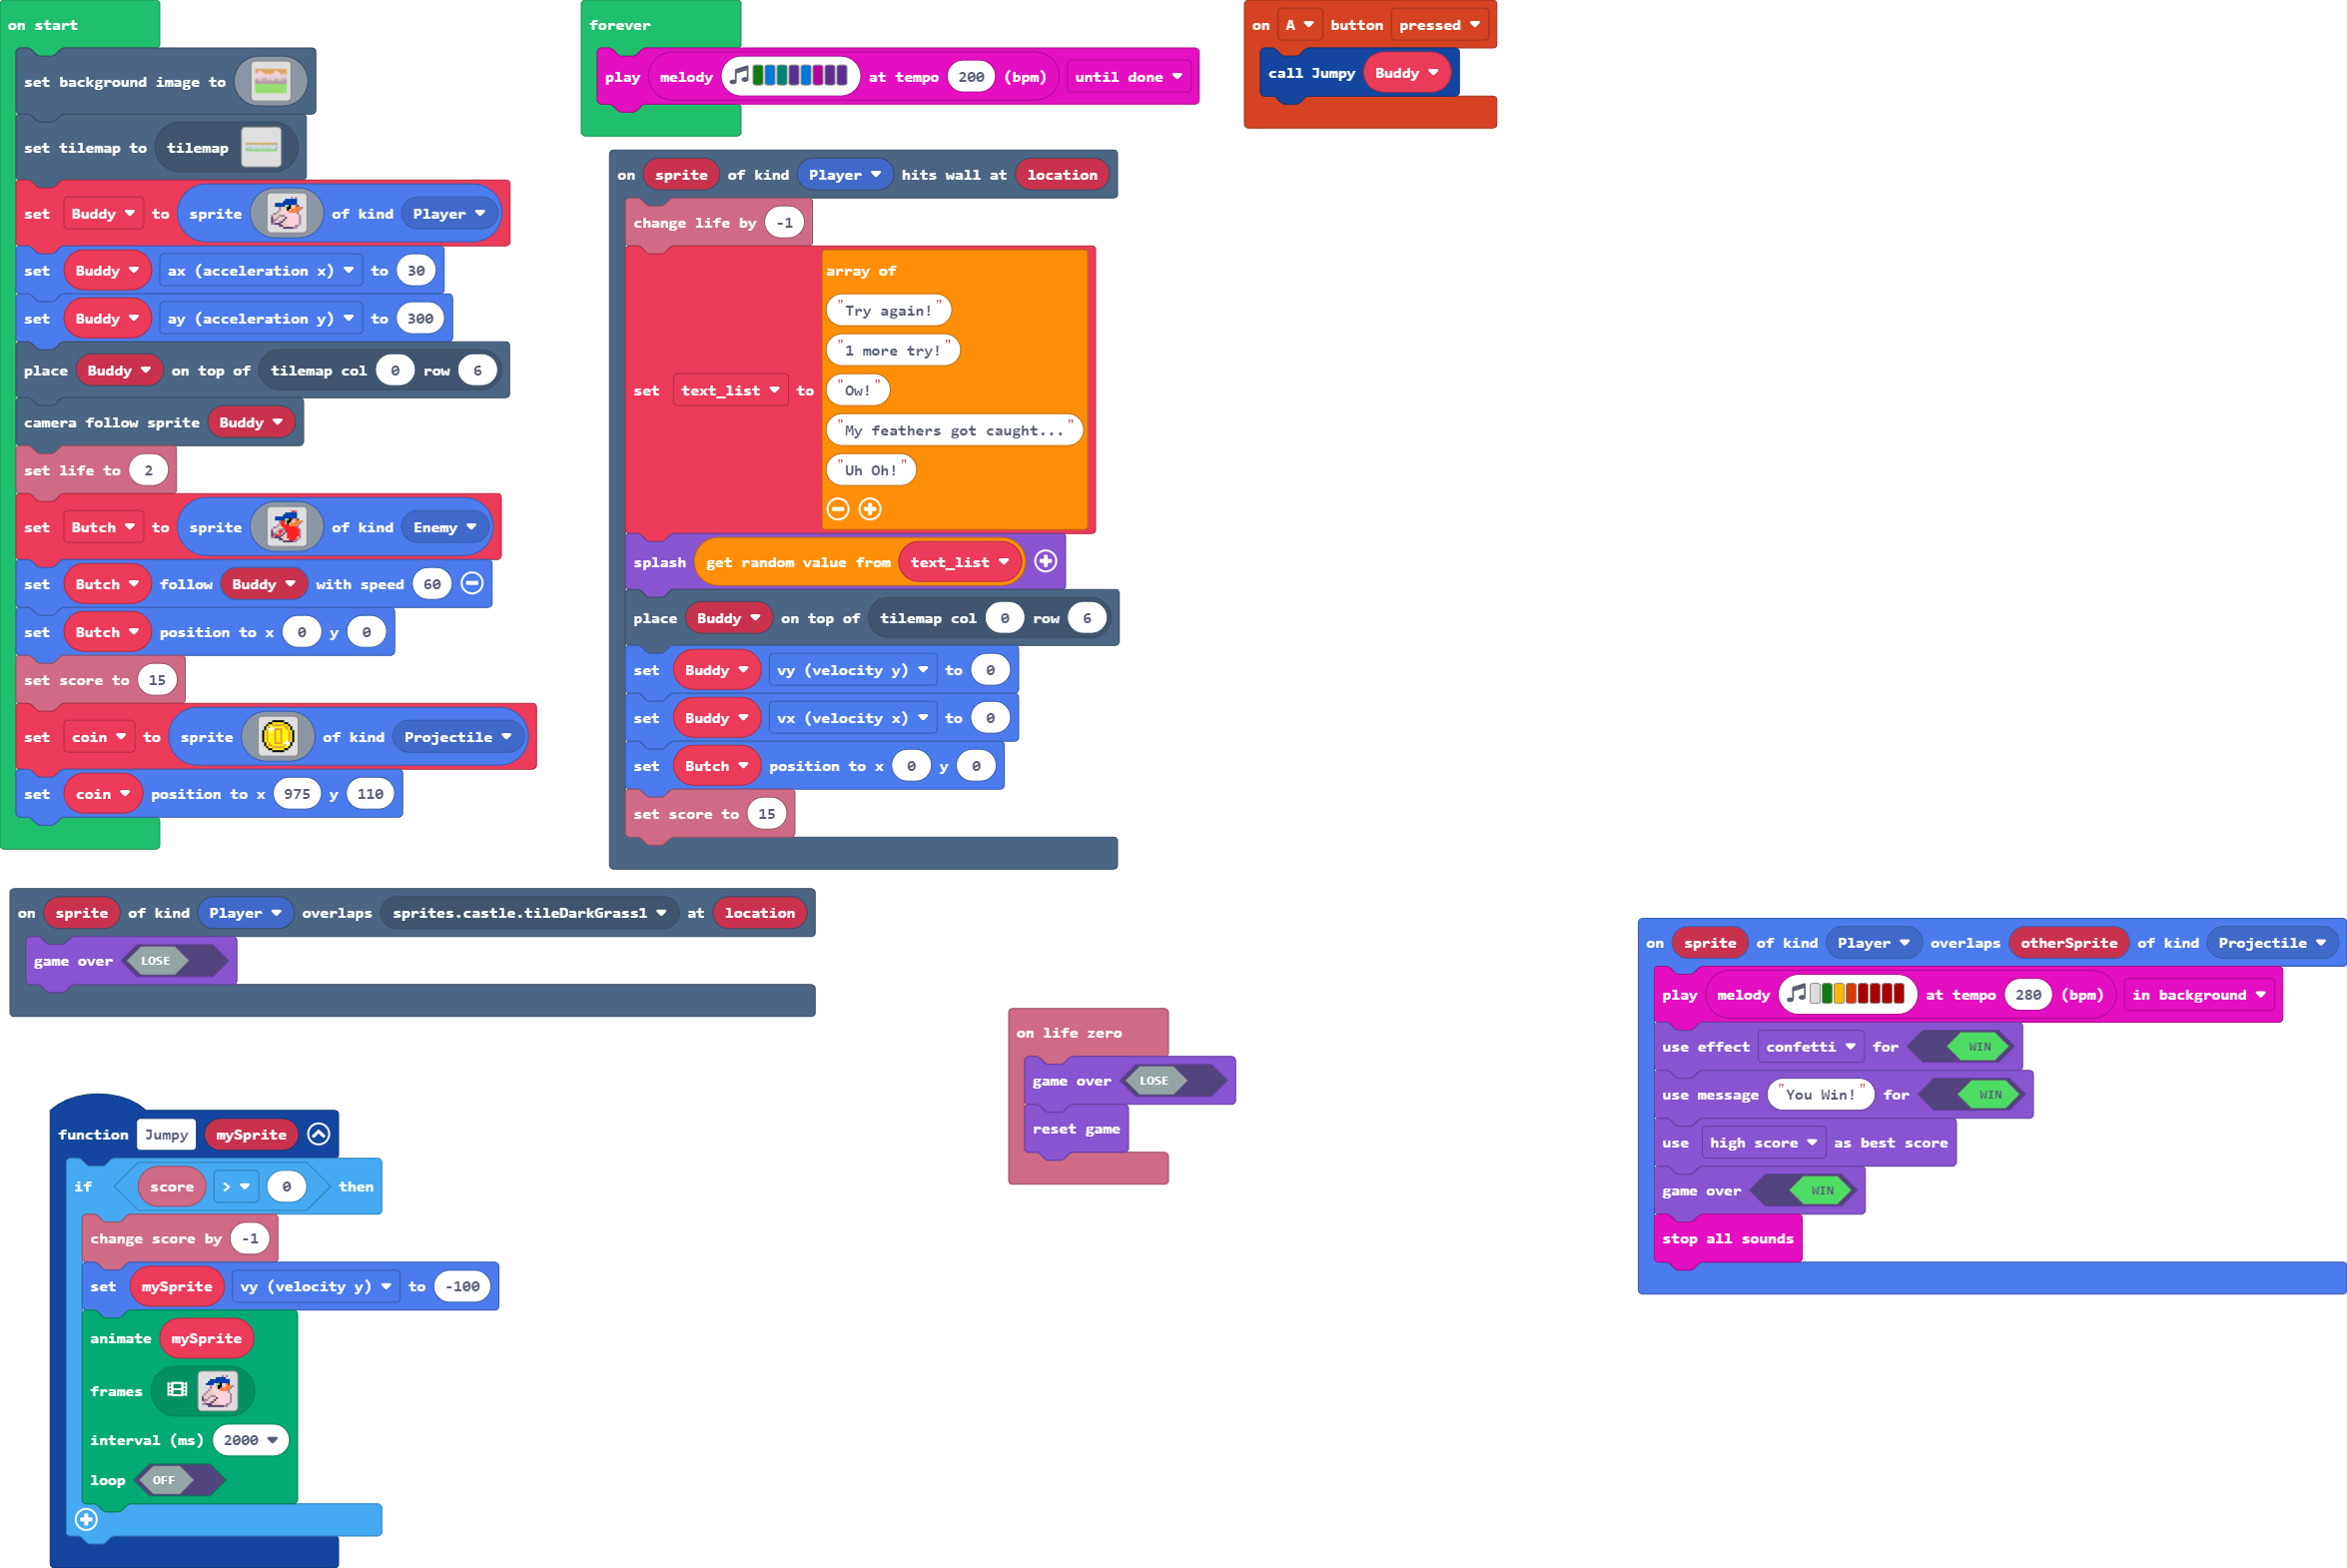 on start
set background image to
set tilemap to tilemap
set Buddy to sprite of kind Player
set Buddy ax (acceleration x) to 30
set Buddy ay (acceleration y) to 300
place Buddy on top of tilemap col 0 row 6
camera follow sprite Buddy
set life to 2
set Butch to sprite of kind Enemy
set Butch follow Buddy with speed 60
set Butch position to x 0 y 0
set score to 15
set coin to sprite of kind Projectile
set coin position to x 975 y 110
forever
play melody at tempo 200 (bpm) until done
on A button pressed
call Jumpy Buddy
on sprite of kind Player hits wall at location
change life by -1
array of
"Try again!"
"1 more try!"
set text_list to "Ow!"
"My feathers got caught..."
"Uh Oh!"
splash get random value from text_list
place Buddy on top of tilemap col 0 row 6
set Buddy vy (velocity y) to 0
set Buddy vx (velocity x) to 0
set Butch position to x 0 y 0
set score to 15
on sprite of kind Player overlaps sprites.castle.tileDarkGrass1 at location
game over LOSE
function Jumpy mySprite
if score > 0 then
change score by -1
set mySprite vy (velocity y) to -100
animate mySprite
frames
interval (ms) 2000
loop OFF
on life zero
game over LOSE
reset game
on sprite of kind Player overlaps otherSprite of kind Projectile
play melody at tempo 280 (bpm) in background
use effect confetti for WIN
use message "You Win!" for WIN
use high score as best score
game over WIN
stop all sounds